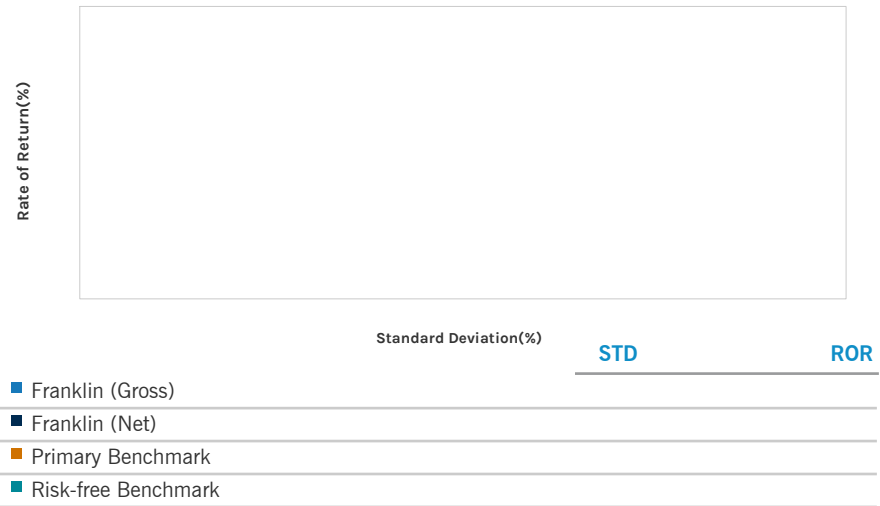 Rate of Return(%)
Standard Deviation(%)
STD ROR
Franklin (Gross)
Franklin (Net)
Primary Benchmark
Risk-free Benchmark